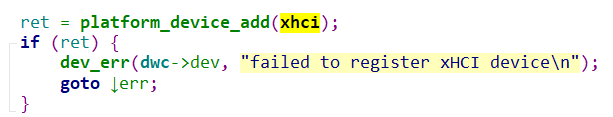 ret = platform_device_add(xhci);
if (ret) {
dev_err(dwc->dev, "failed to register xHCI device\n");
goto ↓err;
}